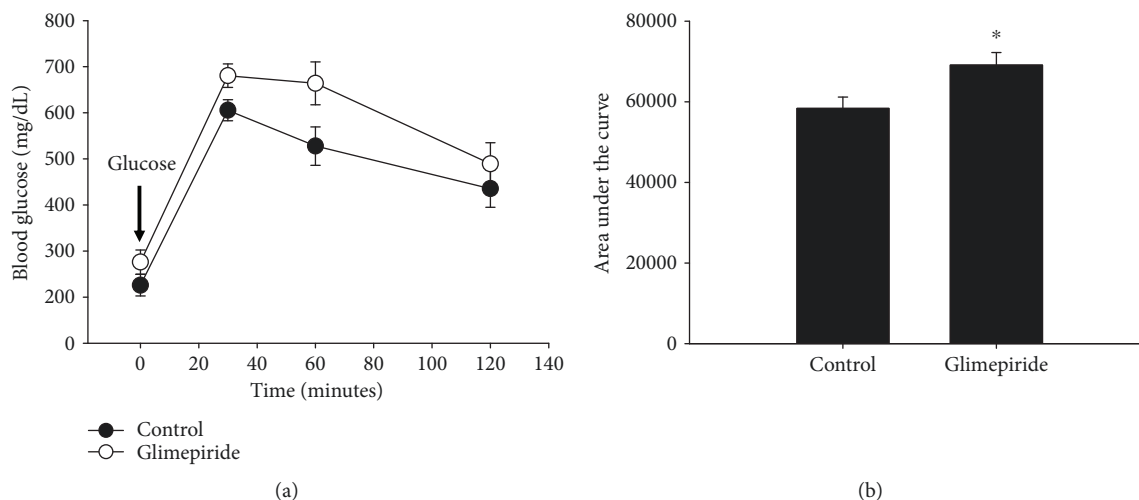 800
700
600
500
400
300
200
0
Blood glucose (mg/dL)
Glucose
0 20 40 60 80 100 120 140
Time (minutes)
Control
Glimepiride
(a)
80000
60000
40000
20000
0
Area under the curve
*
Control Glimepiride
(b)